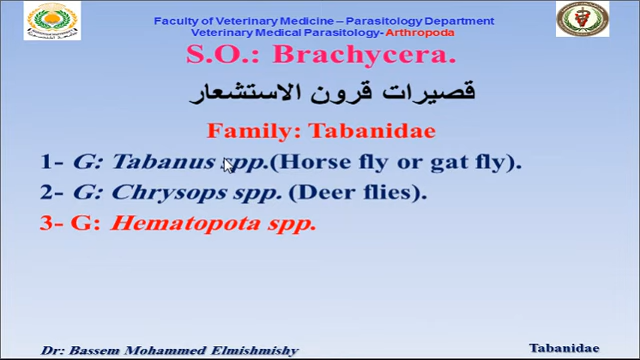 Faculty of Veterinary Medicine – Parasitology Department
Veterinary Medical Parasitology- Arthropoda
S.O.: Brachycera.
قصيرات قرون الاستشعار
Family: Tabanidae
1- G: Tabanus spp.(Horse fly or gat fly).
2- G: Chrysops spp. (Deer flies).
3- G: Hematopota spp.
Dr: Bassem Mohammed Elmishmishy
Tabanidae